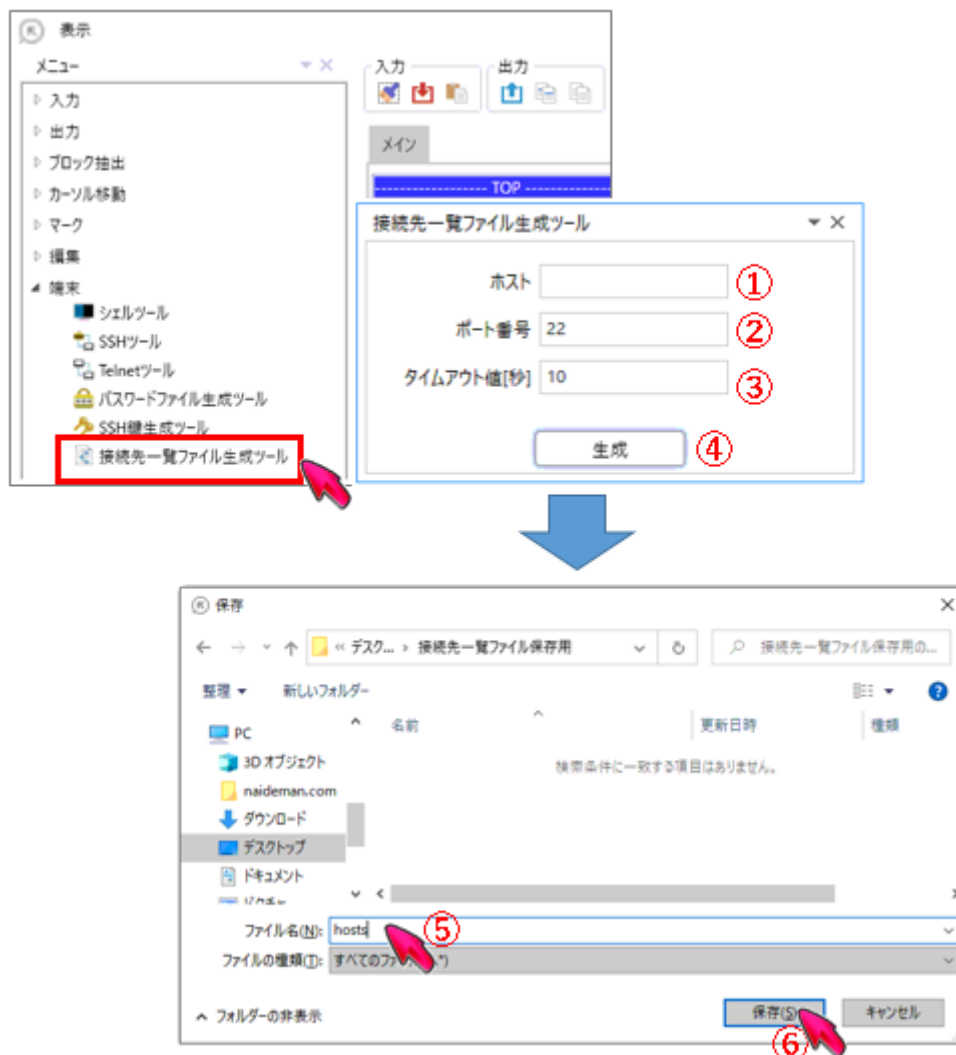 表示
メニュー
入力
出力
ブロック抽出
カーソル移動
マーク
編集
端末
シェルツール
SSHツール
Telnetツール
パスワードファイル生成ツール
SSH鍵生成ツール
接続先一覧ファイル生成ツール
入力
出力
メイン
------------------ TOP ------------------
接続先一覧ファイル生成ツール
ホスト
①
ポート番号 22
②
タイムアウト値[秒] 10
③
生成
④
保存
« デスク... › 接続先一覧ファイル保存用
接続先一覧ファイル保存用の...
整理
新しいフォルダー
名前
更新日時
種類
検索条件に一致する項目はありません。
PC
3D オブジェクト
naideman.com
ダウンロード
デスクトップ
ドキュメント
ファイル名(N): hosts
⑤
ファイルの種類(T):
保存(S)
キャンセル
⑥
フォルダーの非表示